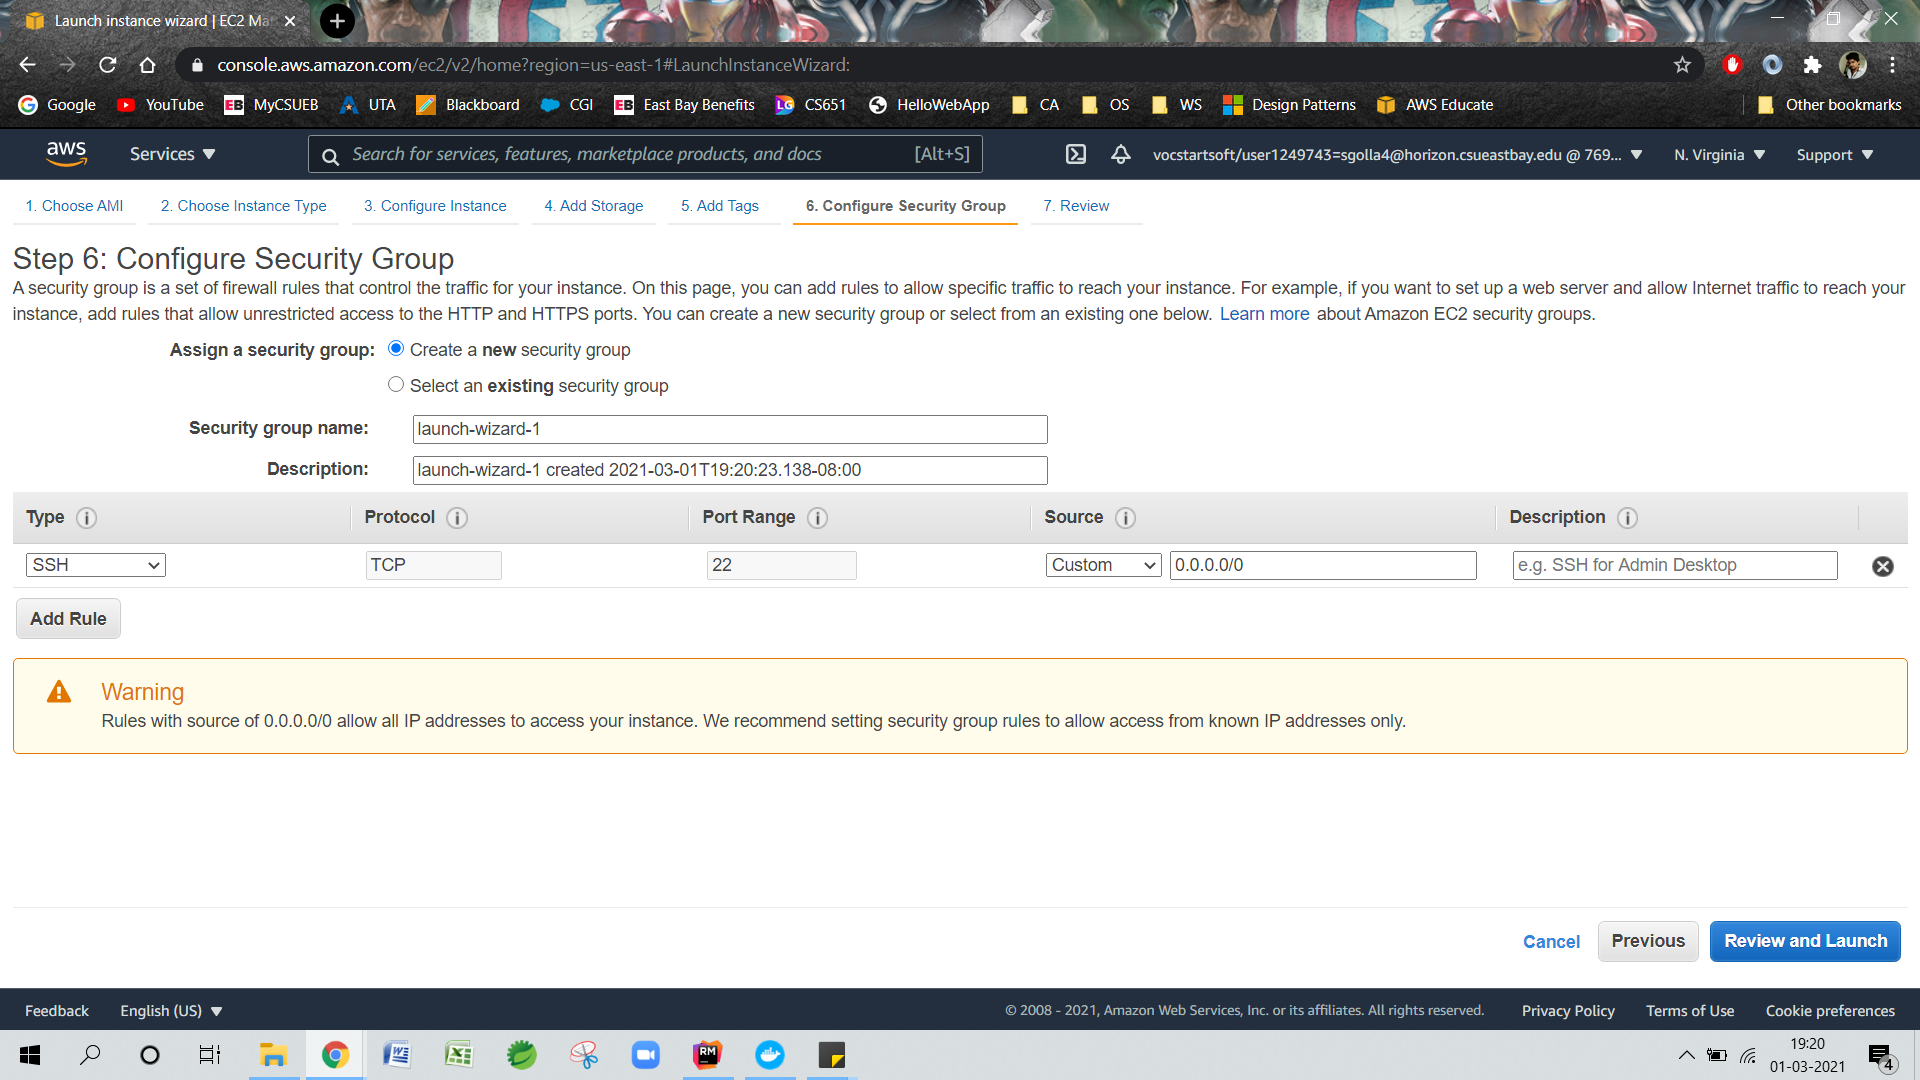 Launch instance wizard | EC2 Ma
console.aws.amazon.com/ec2/v2/home?region=us-east-1#LaunchInstanceWizard:
Google YouTube EB MyCSUEB UTA Blackboard CGI EB East Bay Benefits LG CS651 HelloWebApp CA OS WS Design Patterns AWS Educate Other bookmarks
aws Services Search for services, features, marketplace products, and docs [Alt+S] vocstartsoft/user1249743=sgolla4@horizon.csueastbay.edu @ 769... N. Virginia Support
1. Choose AMI 2. Choose Instance Type 3. Configure Instance 4. Add Storage 5. Add Tags 6. Configure Security Group 7. Review
Step 6: Configure Security Group
A security group is a set of firewall rules that control the traffic for your instance. On this page, you can add rules to allow specific traffic to reach your instance. For example, if you want to set up a web server and allow Internet traffic to reach your
instance, add rules that allow unrestricted access to the HTTP and HTTPS ports. You can create a new security group or select from an existing one below. Learn more about Amazon EC2 security groups.
Assign a security group: Create a new security group
Select an existing security group
Security group name: launch-wizard-1
Description: launch-wizard-1 created 2021-03-01T19:20:23.138-08:00
Type i Protocol i Port Range i Source i Description i
SSH TCP 22 Custom 0.0.0.0/0 e.g. SSH for Admin Desktop
Add Rule
Warning
Rules with source of 0.0.0.0/0 allow all IP addresses to access your instance. We recommend setting security group rules to allow access from known IP addresses only.
Cancel Previous Review and Launch
Feedback English (US) © 2008 - 2021, Amazon Web Services, Inc. or its affiliates. All rights reserved. Privacy Policy Terms of Use Cookie preferences
RM 19:20
01-03-2021 4